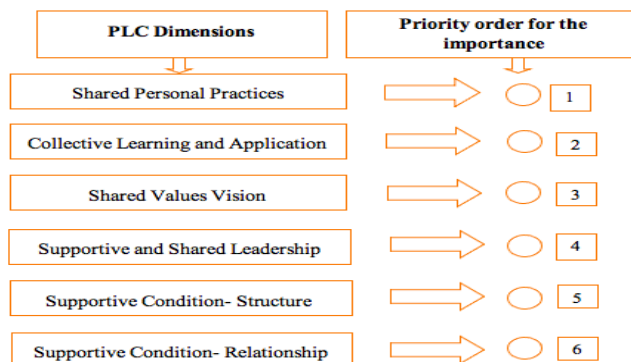 PLC Dimensions
Priority order for the
importance
Shared Personal Practices
1
Collective Learning and Application
2
Shared Values Vision
3
Supportive and Shared Leadership
4
Supportive Condition- Structure
5
Supportive Condition- Relationship
6